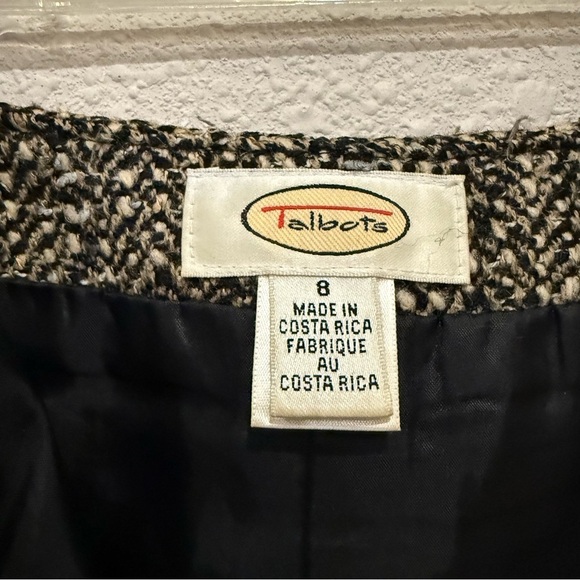 Talbots
8
MADE IN
COSTA RICA
FABRIQUE
AU
COSTA RICA